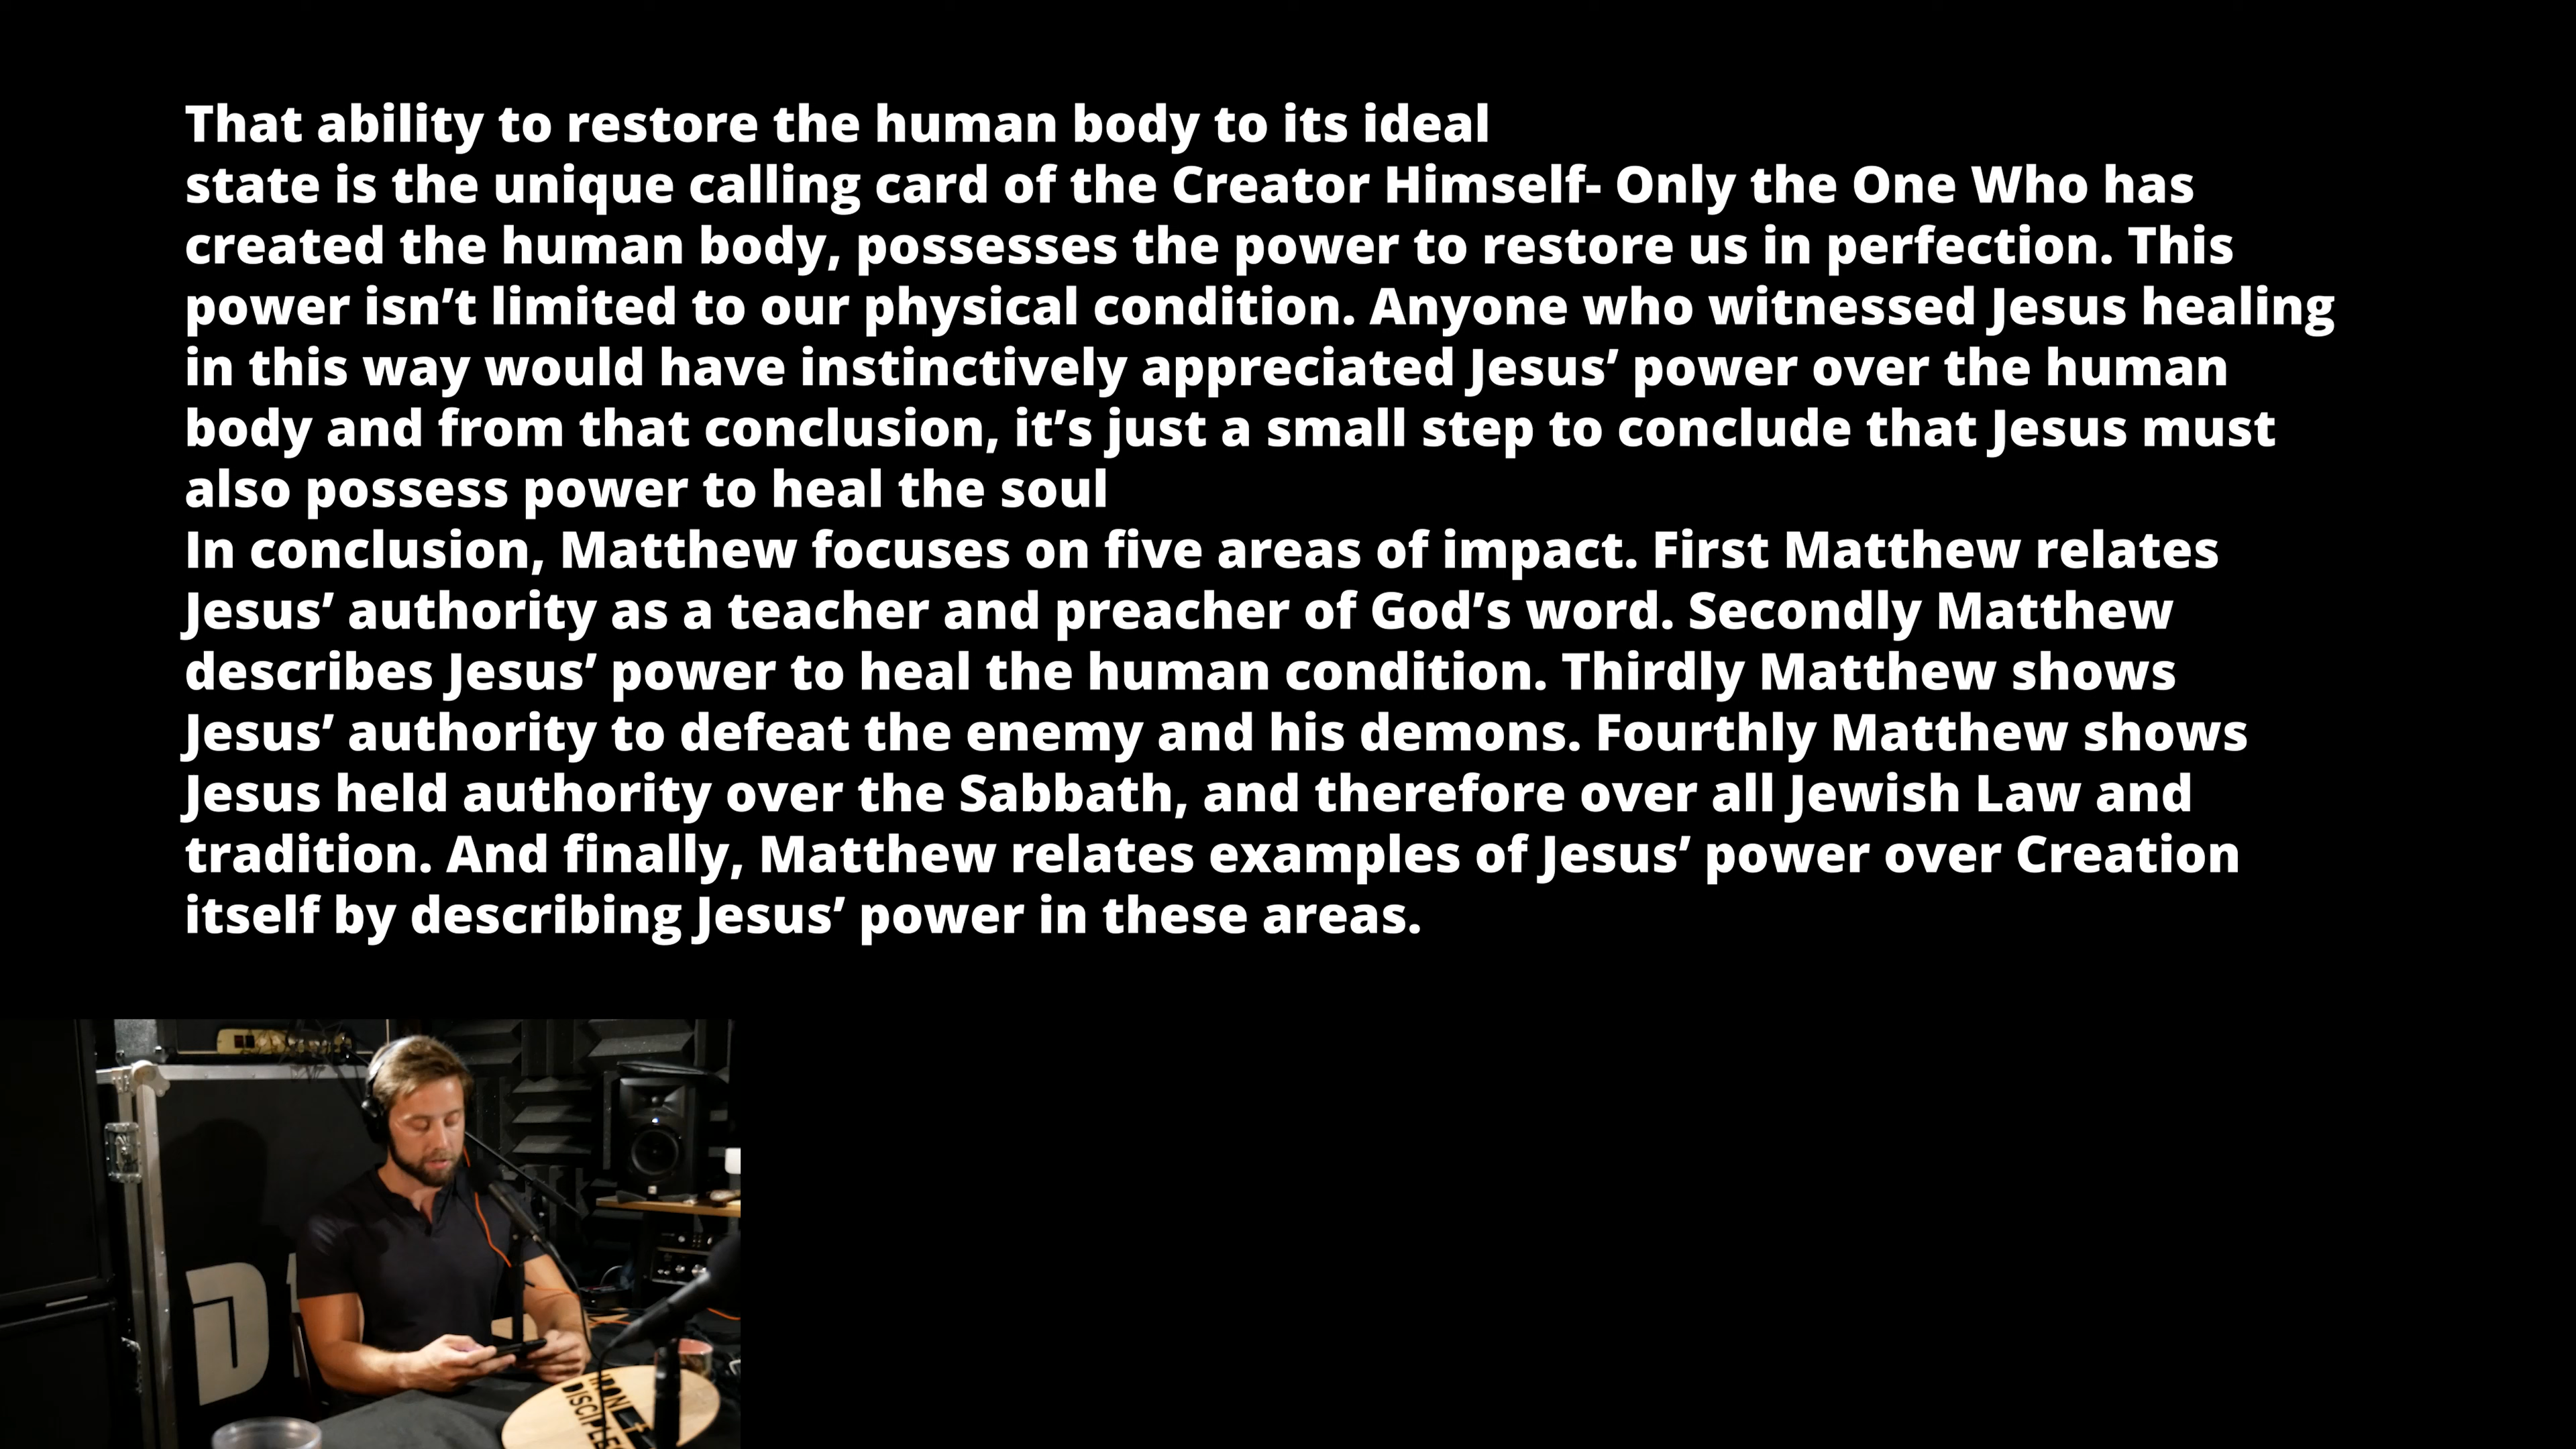 That ability to restore the human body to its ideal
state is the unique calling card of the Creator Himself- Only the One Who has
created the human body, possesses the power to restore us in perfection. This
power isn’t limited to our physical condition. Anyone who witnessed Jesus healing
in this way would have instinctively appreciated Jesus’ power over the human
body and from that conclusion, it’s just a small step to conclude that Jesus must
also possess power to heal the soul
In conclusion, Matthew focuses on five areas of impact. First Matthew relates
Jesus’ authority as a teacher and preacher of God’s word. Secondly Matthew
describes Jesus’ power to heal the human condition. Thirdly Matthew shows
Jesus’ authority to defeat the enemy and his demons. Fourthly Matthew shows
Jesus held authority over the Sabbath, and therefore over all Jewish Law and
tradition. And finally, Matthew relates examples of Jesus’ power over Creation
itself by describing Jesus’ power in these areas.
IRON